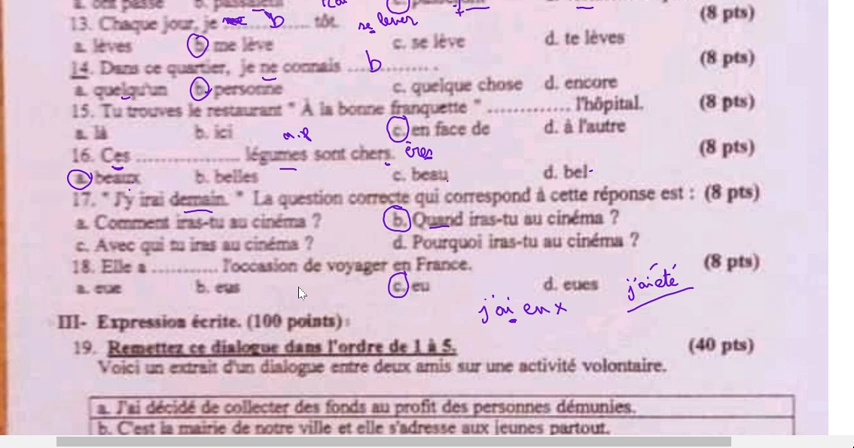 13. Chaque jour, je ............ tôt. se lever
a. lèves b. me lève c. se lève d. te lèves (8 pts)
14. Dans ce quartier, je ne connais ............ b (8 pts)
a. quelqu'un b. personne c. quelque chose d. encore
15. Tu trouves le restaurant " À la bonne franquette " ............ l'hôpital. (8 pts)
a. là b. ici c. en face de d. à l'autre
16. Ces ............ légumes sont chers. ères (8 pts)
a. beaux b. belles c. beau d. bel
17. " J'y irai demain. " La question correcte qui correspond à cette réponse est : (8 pts)
a. Comment iras-tu au cinéma ? b. Quand iras-tu au cinéma ?
c. Avec qui tu iras au cinéma ? d. Pourquoi iras-tu au cinéma ?
18. Elle a ............ l'occasion de voyager en France. (8 pts)
a. eue b. eus c. eu d. eues j'ai été
j'ai eu x
III- Expression écrite. (100 points) :
19. Remettez ce dialogue dans l'ordre de 1 à 5. (40 pts)
Voici un extrait d'un dialogue entre deux amis sur une activité volontaire.
a. J'ai décidé de collecter des fonds au profit des personnes démunies.
b. C'est la mairie de notre ville et elle s'adresse aux jeunes partout.